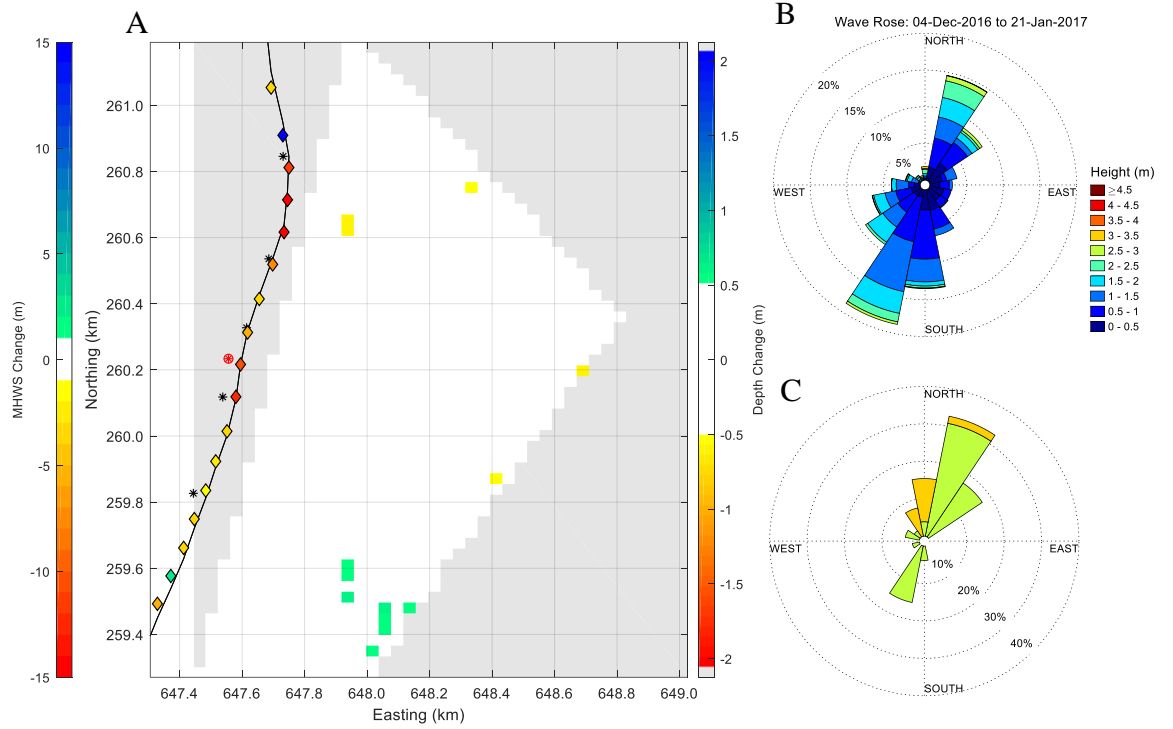 A
15
10
5
0
-5
-10
-15
MHWS Change (m)
261.0
260.8
260.6
260.4
260.2
260.0
259.8
259.6
259.4
Northing (km)
647.4
647.6
647.8
648.0
648.2
648.4
648.6
648.8
649.0
Easting (km)
2
1.5
1
0.5
0
-0.5
-1
-1.5
-2
Depth Change (m)
B
Wave Rose: 04-Dec-2016 to 21-Jan-2017
NORTH
20%
15%
10%
5%
WEST
EAST
SOUTH
Height (m)
≥4.5
4 - 4.5
3.5 - 4
3 - 3.5
2.5 - 3
2 - 2.5
1.5 - 2
1 - 1.5
0.5 - 1
0 - 0.5
C
NORTH
WEST
EAST
10%
20%
30%
40%
SOUTH